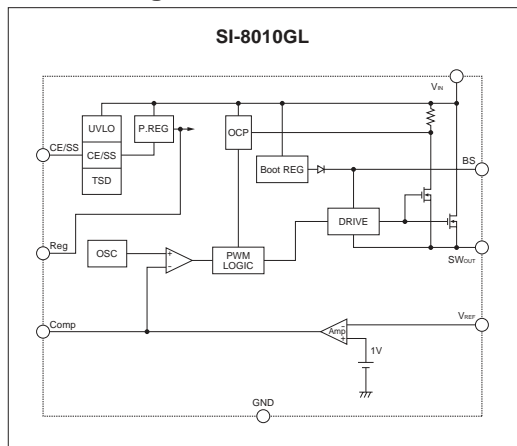 SI-8010GL
VIN
UVLO
P.REG
OCP
CE/SS
CE/SS
Boot REG
BS
TSD
DRIVE
Reg
OSC
+
-
PWM
LOGIC
SWOUT
Comp
Amp
-
+
VREF
1V
GND